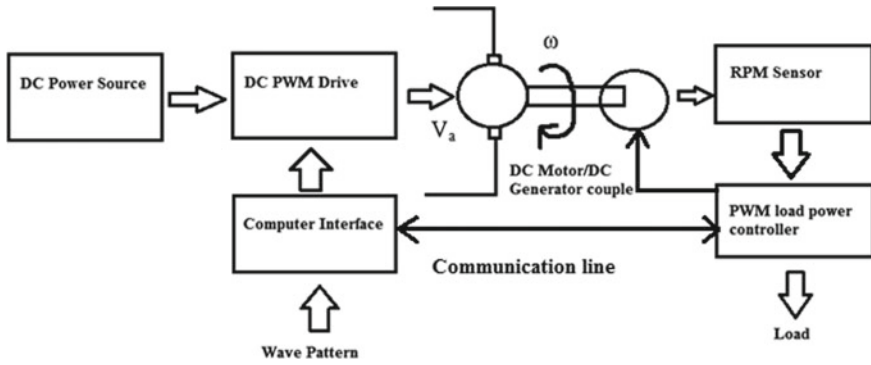 DC Power Source
DC PWM Drive
ω
RPM Sensor
Vₐ
DC Motor/DC
Generator couple
Computer Interface
PWM load power
controller
Communication line
Load
Wave Pattern